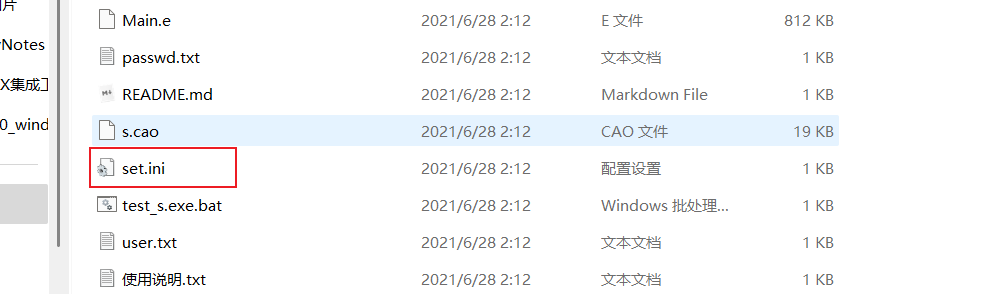 片
Main.e 2021/6/28 2:12 E 文件 812 KB
yNotes
passwd.txt 2021/6/28 2:12 文本文档 1 KB
X集成工
README.md 2021/6/28 2:12 Markdown File 1 KB
0_wind
s.cao 2021/6/28 2:12 CAO 文件 19 KB
set.ini 2021/6/28 2:12 配置设置 1 KB
test_s.exe.bat 2021/6/28 2:12 Windows 批处理... 1 KB
user.txt 2021/6/28 2:12 文本文档 1 KB
使用说明.txt 2021/6/28 2:12 文本文档 1 KB